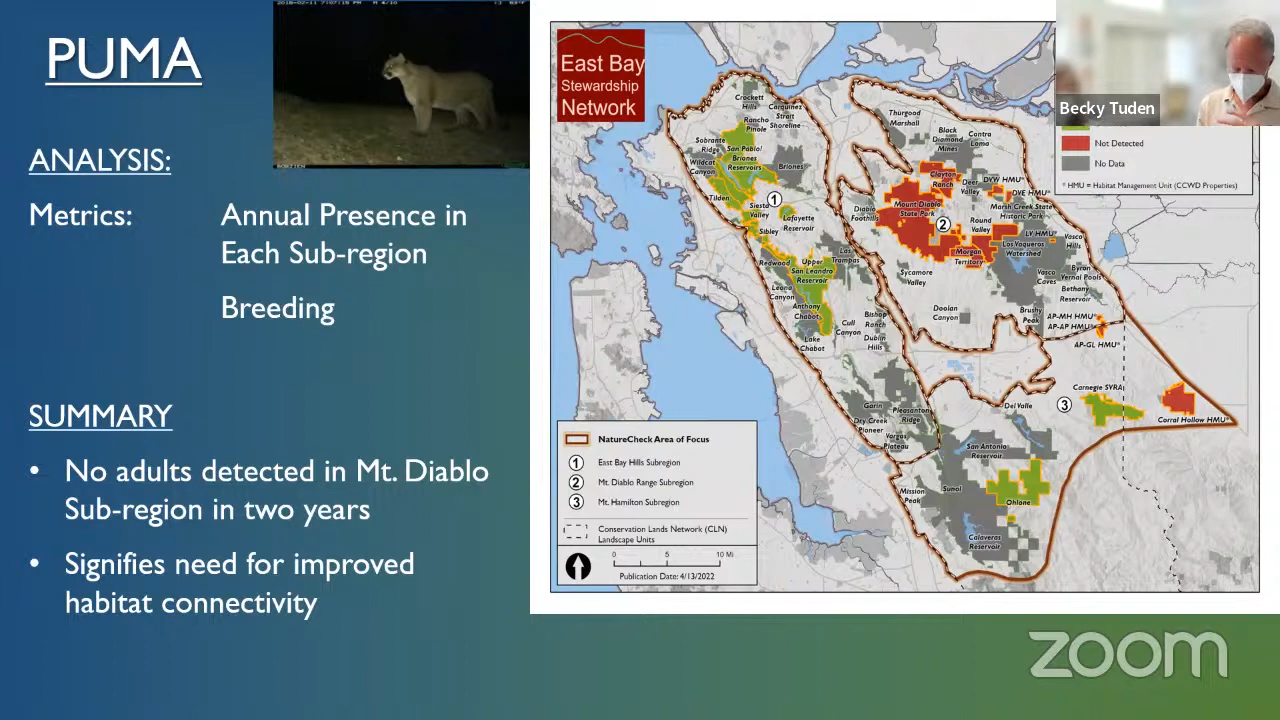 PUMA
ANALYSIS:
Metrics:
Annual Presence in
Each Sub-region
Breeding
SUMMARY
• No adults detected in Mt. Diablo
Sub-region in two years
• Signifies need for improved
habitat connectivity
East Bay
Stewardship
Network
Becky Tuden
Not Detected
No Data
* HMU = Habitat Management Unit (CCWD Properties)
Crockett
Hills
Carquinez
Strait
Shoreline
Rancho
Pinole
Sobrante
Ridge
San Pablo/
Briones
Reservoirs
Wildcat
Canyon
Briones
Tilden
1
Siesta
Valley
Lafayette
Reservoir
Sibley
Redwood
Upper
San Leandro
Reservoir
Las
Trampas
Leona
Canyon
Anthony
Chabot
Lake
Chabot
Cull
Canyon
Bishop
Ranch
Dublin
Hills
Thurgood
Marshall
Black
Diamond
Mines
Contra
Loma
Clayton
Ranch
Deer
Valley
DVW HMU*
DVE HMU*
Diablo
Foothills
Mount Diablo
State Park
Marsh Creek State
Historic Park
2
Round
Valley
LV HMU*
Vasco
Hills
Los Vaqueros
Watershed
Morgan
Territory
Sycamore
Valley
Vasco
Caves
Byron
Vernal Pools
Bethany
Reservoir
Doolan
Canyon
Brushy
Peak
AP-MH HMU*
AP-AP HMU*
AP-GL HMU*
Carnegie SVRA
3
Corral Hollow HMU*
Garin
Pleasanton
Ridge
Del Valle
Dry Creek
Pioneer
Vargas
Plateau
San Antonio
Reservoir
Mission
Peak
Sunol
Ohlone
Calaveras
Reservoir
NatureCheck Area of Focus
1 East Bay Hills Subregion
2 Mt. Diablo Range Subregion
3 Mt. Hamilton Subregion
Conservation Lands Network (CLN)
Landscape Units
0 5 10 Mi
Publication Date: 4/13/2022
zoom